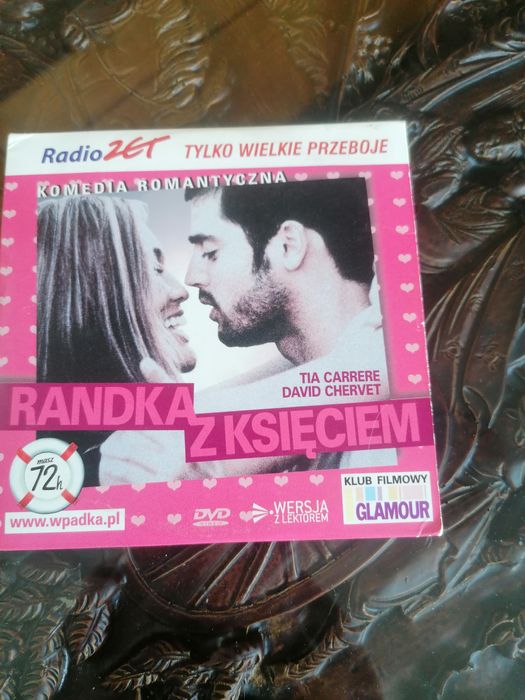 Radio ZET TYLKO WIELKIE PRZEBOJE
KOMEDIA ROMANTYCZNA
TIA CARRERE
DAVID CHERVET
RANDKA
Z KSIĘCIEM
masz
72h
www.wpadka.pl
DVD
VIDEO
WERSJA
Z LEKTOREM
KLUB FILMOWY
GLAMOUR